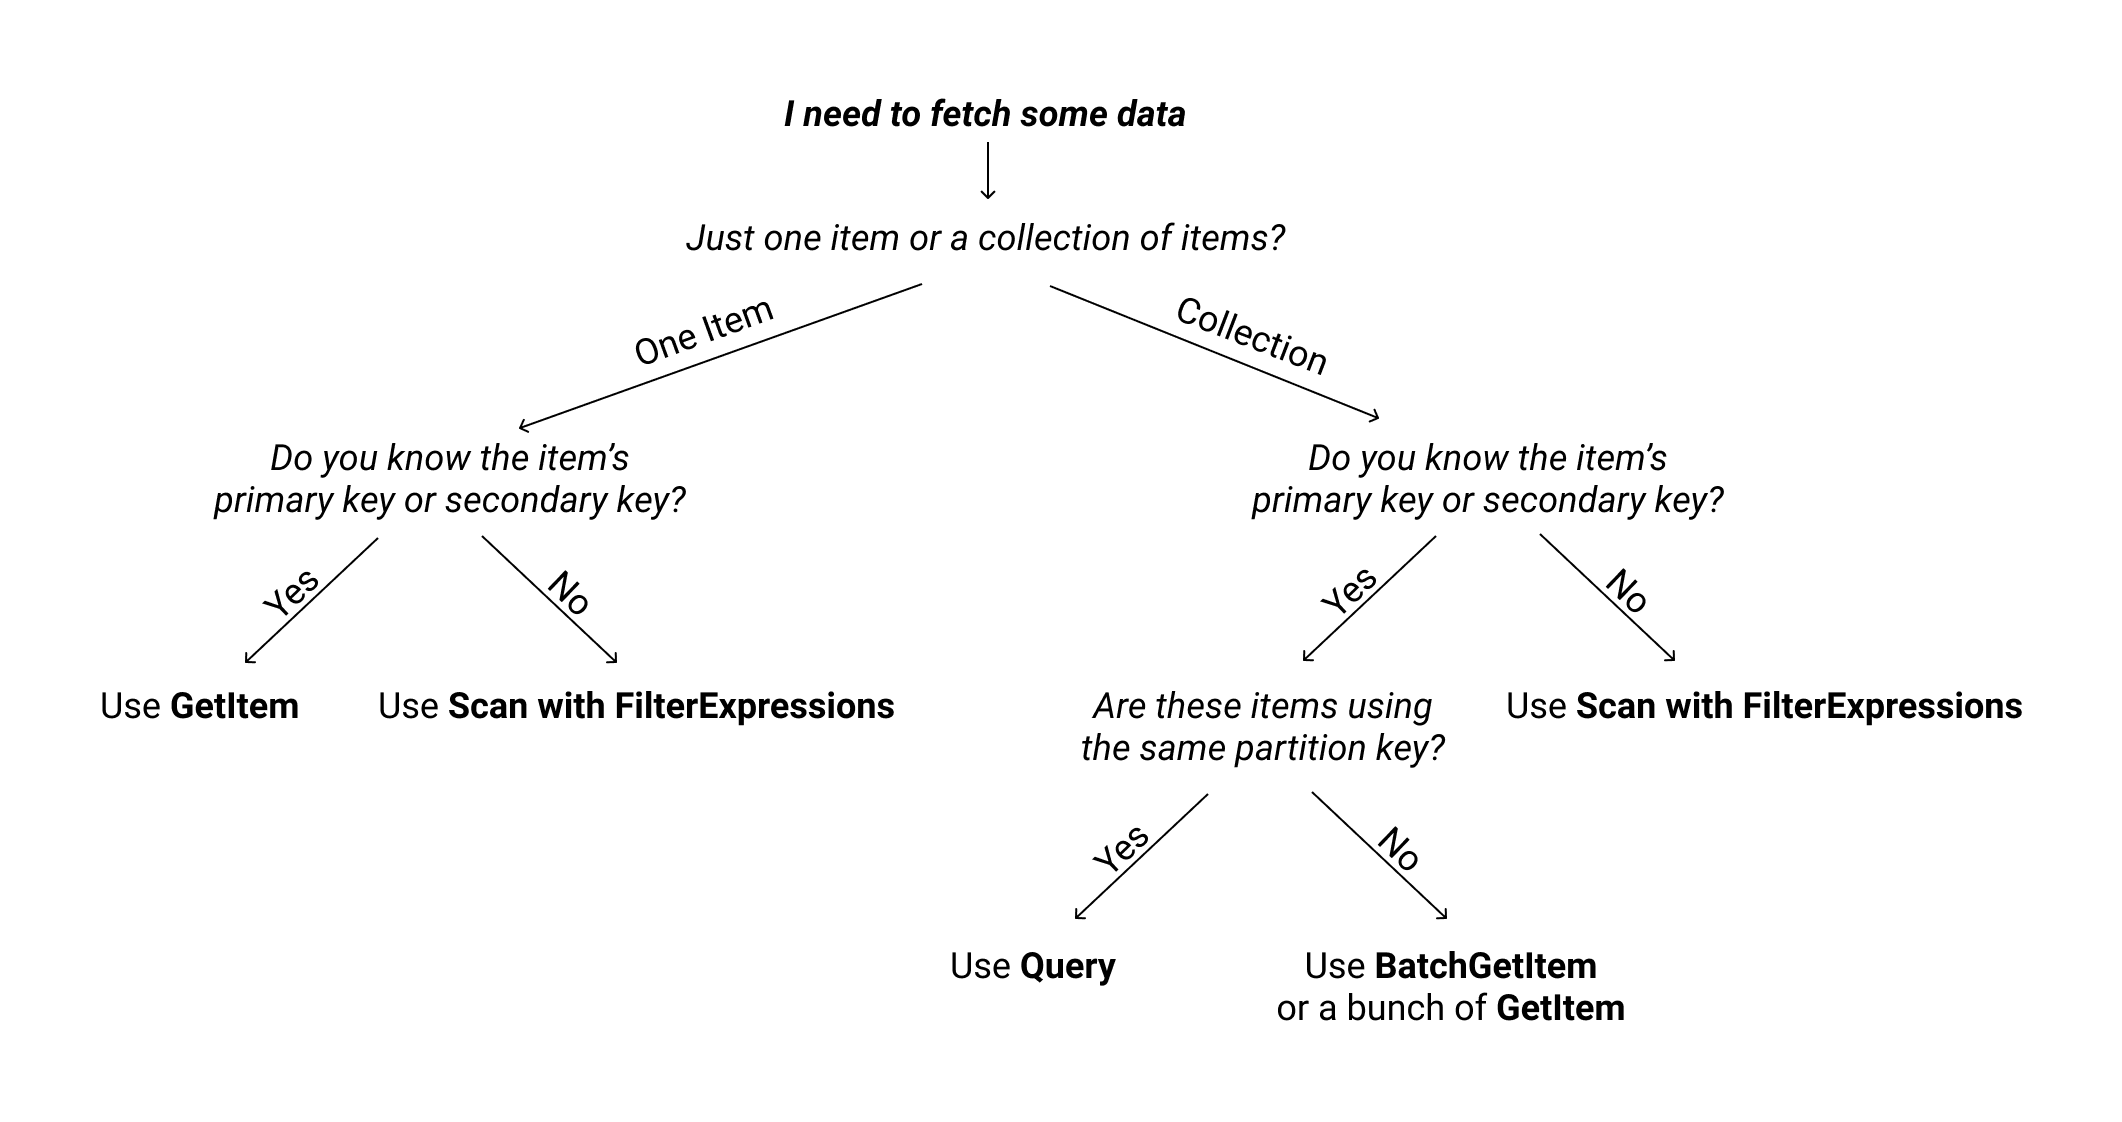 I need to fetch some data
Just one item or a collection of items?
One Item
Collection
Do you know the item’s
primary key or secondary key?
Do you know the item’s
primary key or secondary key?
Yes
No
Yes
No
Use GetItem
Use Scan with FilterExpressions
Are these items using
the same partition key?
Use Scan with FilterExpressions
Yes
No
Use Query
Use BatchGetItem
or a bunch of GetItem